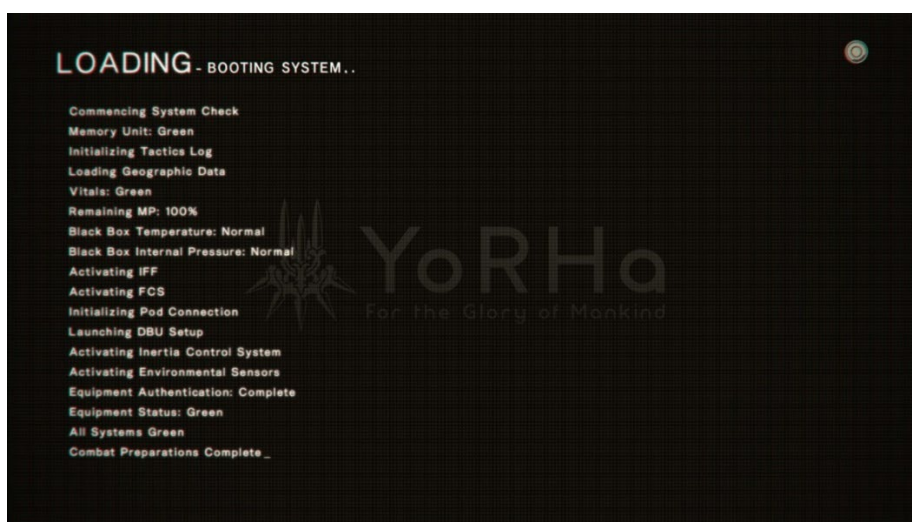 LOADING - BOOTING SYSTEM..
Commencing System Check
Memory Unit: Green
Initializing Tactics Log
Loading Geographic Data
Vitals: Green
Remaining MP: 100%
Black Box Temperature: Normal
Black Box Internal Pressure: Normal
Activating IFF
Activating FCS
Initializing Pod Connection
Launching DBU Setup
Activating Inertia Control System
Activating Environmental Sensors
Equipment Authentication: Complete
Equipment Status: Green
All Systems Green
Combat Preparations Complete_
YoRHa
For the Glory of Mankind